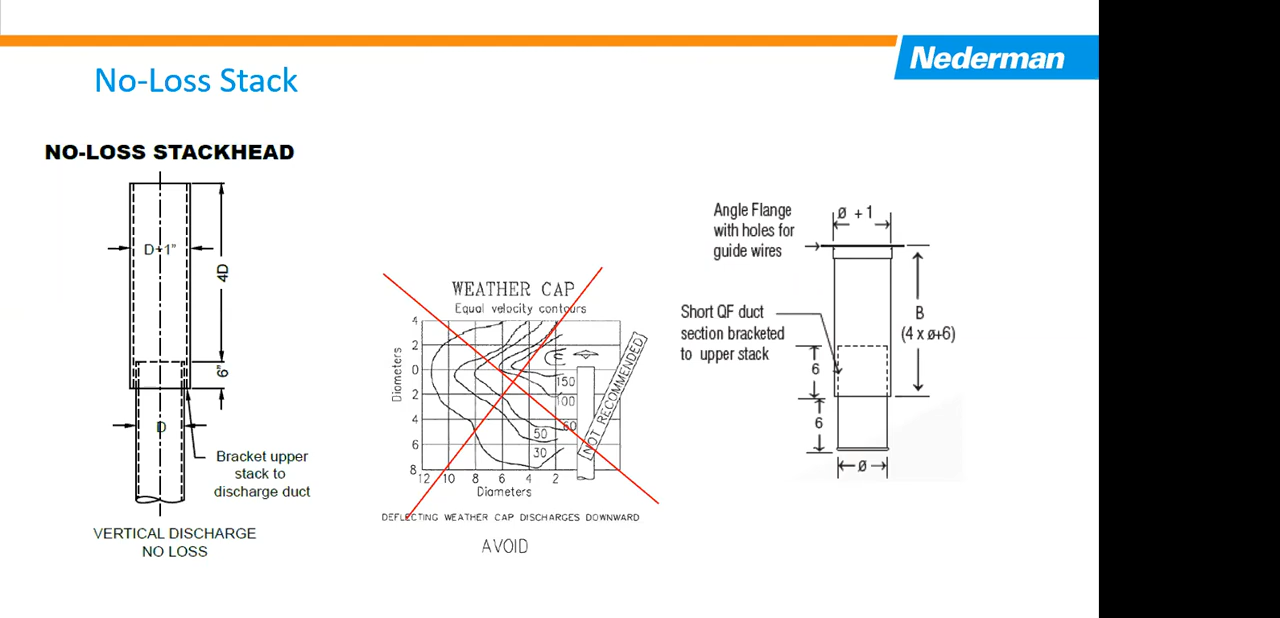 Nederman
No-Loss Stack
NO-LOSS STACKHEAD
D+1"
4D
6"
D
Bracket upper
stack to
discharge duct
VERTICAL DISCHARGE
NO LOSS
WEATHER CAP
Equal velocity contours
Diameters
4
2
0
2
4
6
8
12 10 8 6 4 2
Diameters
150
100
60
50
30
NOT RECOMMENDED
DEFLECTING WEATHER CAP DISCHARGES DOWNWARD
AVOID
Angle Flange
with holes for
guide wires
ø +1
Short QF duct
section bracketed
to upper stack
B
(4 x ø+6)
6
6
ø